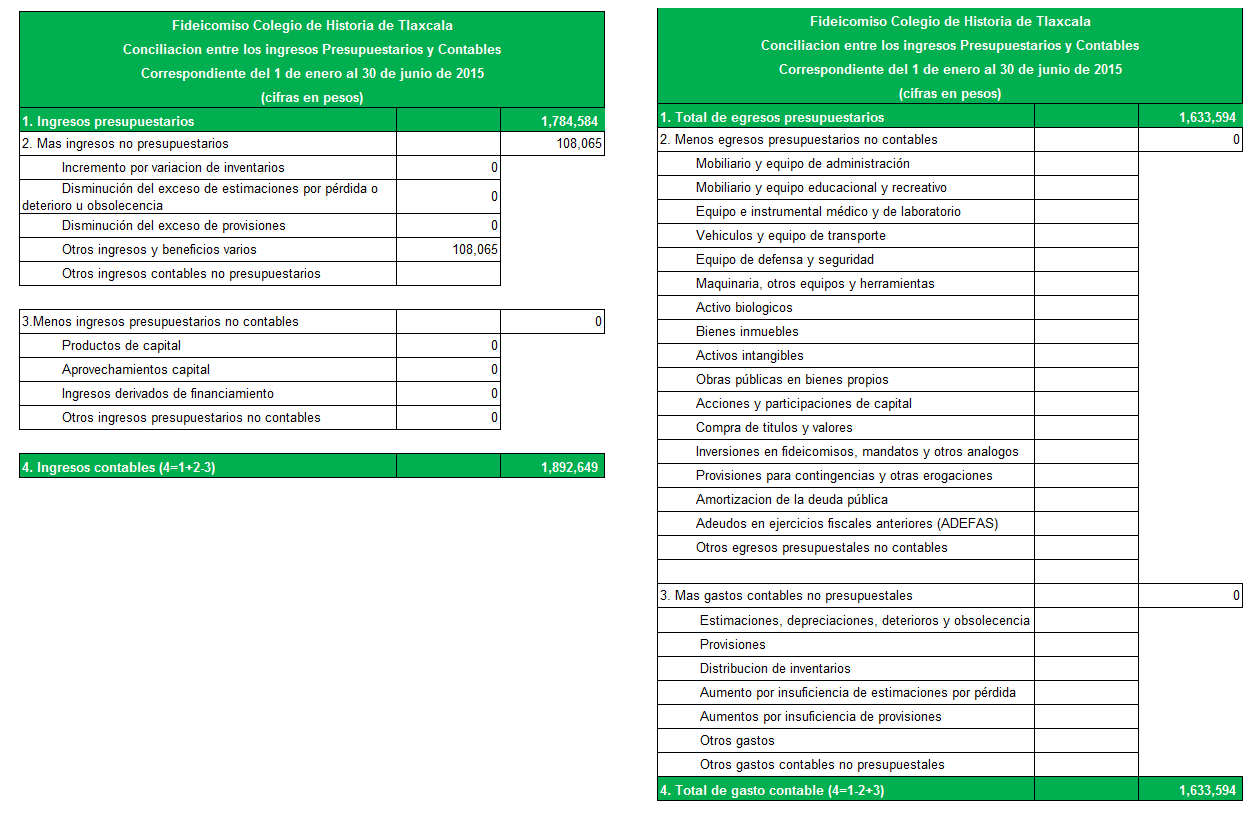 Fideicomiso Colegio de Historia de Tlaxcala
Conciliacion entre los ingresos Presupuestarios y Contables
Correspondiente del 1 de enero al 30 de junio de 2015
(cifras en pesos)
1. Ingresos presupuestarios 1,784,584
2. Mas ingresos no presupuestarios 108,065
Incremento por variacion de inventarios 0
Disminución del exceso de estimaciones por pérdida o
deterioro u obsolecencia 0
Disminución del exceso de provisiones 0
Otros ingresos y beneficios varios 108,065
Otros ingresos contables no presupuestarios
3.Menos ingresos presupuestarios no contables 0
Productos de capital 0
Aprovechamientos capital 0
Ingresos derivados de financiamiento 0
Otros ingresos presupuestarios no contables 0
4. Ingresos contables (4=1+2-3) 1,892,649
Fideicomiso Colegio de Historia de Tlaxcala
Conciliacion entre los ingresos Presupuestarios y Contables
Correspondiente del 1 de enero al 30 de junio de 2015
(cifras en pesos)
1. Total de egresos presupuestarios 1,633,594
2. Menos egresos presupuestarios no contables 0
Mobiliario y equipo de administración
Mobiliario y equipo educacional y recreativo
Equipo e instrumental médico y de laboratorio
Vehiculos y equipo de transporte
Equipo de defensa y seguridad
Maquinaria, otros equipos y herramientas
Activo biologicos
Bienes inmuebles
Activos intangibles
Obras públicas en bienes propios
Acciones y participaciones de capital
Compra de titulos y valores
Inversiones en fideicomisos, mandatos y otros analogos
Provisiones para contingencias y otras erogaciones
Amortizacion de la deuda pública
Adeudos en ejercicios fiscales anteriores (ADEFAS)
Otros egresos presupuestales no contables
3. Mas gastos contables no presupuestales 0
Estimaciones, depreciaciones, deterioros y obsolecencia
Provisiones
Distribucion de inventarios
Aumento por insuficiencia de estimaciones por pérdida
Aumentos por insuficiencia de provisiones
Otros gastos
Otros gastos contables no presupuestales
4. Total de gasto contable (4=1-2+3) 1,633,594